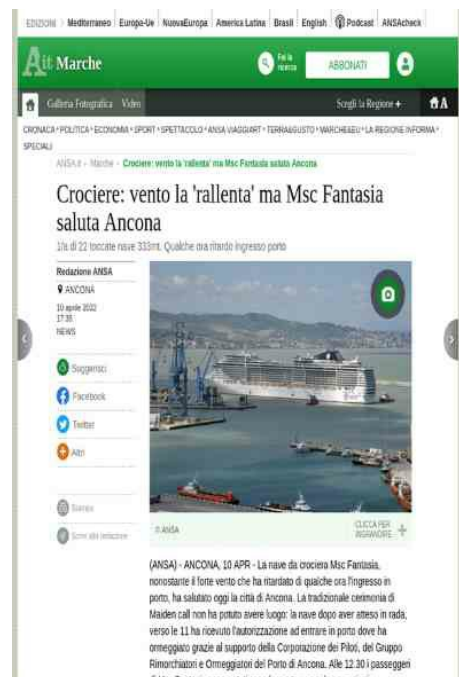 EDIZIONI Mediterraneo Europa-Ue NuovaEuropa America Latina Brasil English Podcast ANSAcheck
A it Marche
Fai la ricerca
ABBONATI
Galleria Fotografica Video
Scegli la Regione +
CRONACA • POLITICA • ECONOMIA • SPORT • SPETTACOLO • ANSA VIAGGIART • TERRA&GUSTO • MARCHE&EU • LA REGIONE INFORMA •
SPECIALI
ANSA.it › Marche › Crociere: vento la 'rallenta' ma Msc Fantasia saluta Ancona
Crociere: vento la 'rallenta' ma Msc Fantasia
saluta Ancona
1/a di 22 toccate nave 333mt. Qualche ora ritardo ingresso porto
Redazione ANSA
ANCONA
10 aprile 2022
17:35
NEWS
Suggerisci
Facebook
Twitter
Altri
Stampa
Scrivi alla redazione
© ANSA
CLICCA PER
INGRANDIRE +
(ANSA) - ANCONA, 10 APR - La nave da crociera Msc Fantasia,
nonostante il forte vento che ha ritardato di qualche ora l'ingresso in
porto, ha salutato oggi la città di Ancona. La tradizionale cerimonia di
Maiden call non ha potuto avere luogo: la nave dopo aver atteso in rada,
verso le 11 ha ricevuto l'autorizzazione ad entrare in porto dove ha
ormeggiato grazie al supporto della Corporazione dei Piloti, del Gruppo
Rimorchiatori e Ormeggiatori del Porto di Ancona. Alle 12.30 i passeggeri